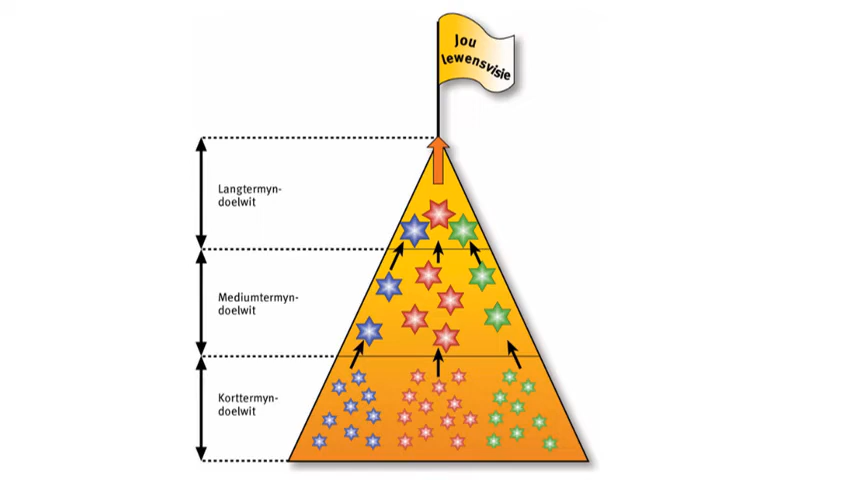 Jou
lewensvisie
Langtermyn-
doelwit
Mediumtermyn-
doelwit
Korttermyn-
doelwit